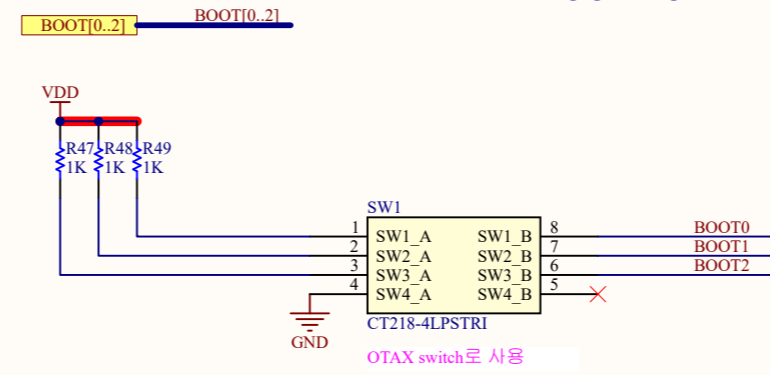 BOOT[0..2]
BOOT[0..2]
VDD
R47 R48 R49
1K 1K 1K
SW1
1 SW1_A SW1_B 8 BOOT0
2 SW2_A SW2_B 7 BOOT1
3 SW3_A SW3_B 6 BOOT2
4 SW4_A SW4_B 5
GND
CT218-4LPSTRI
OTAX switch로 사용